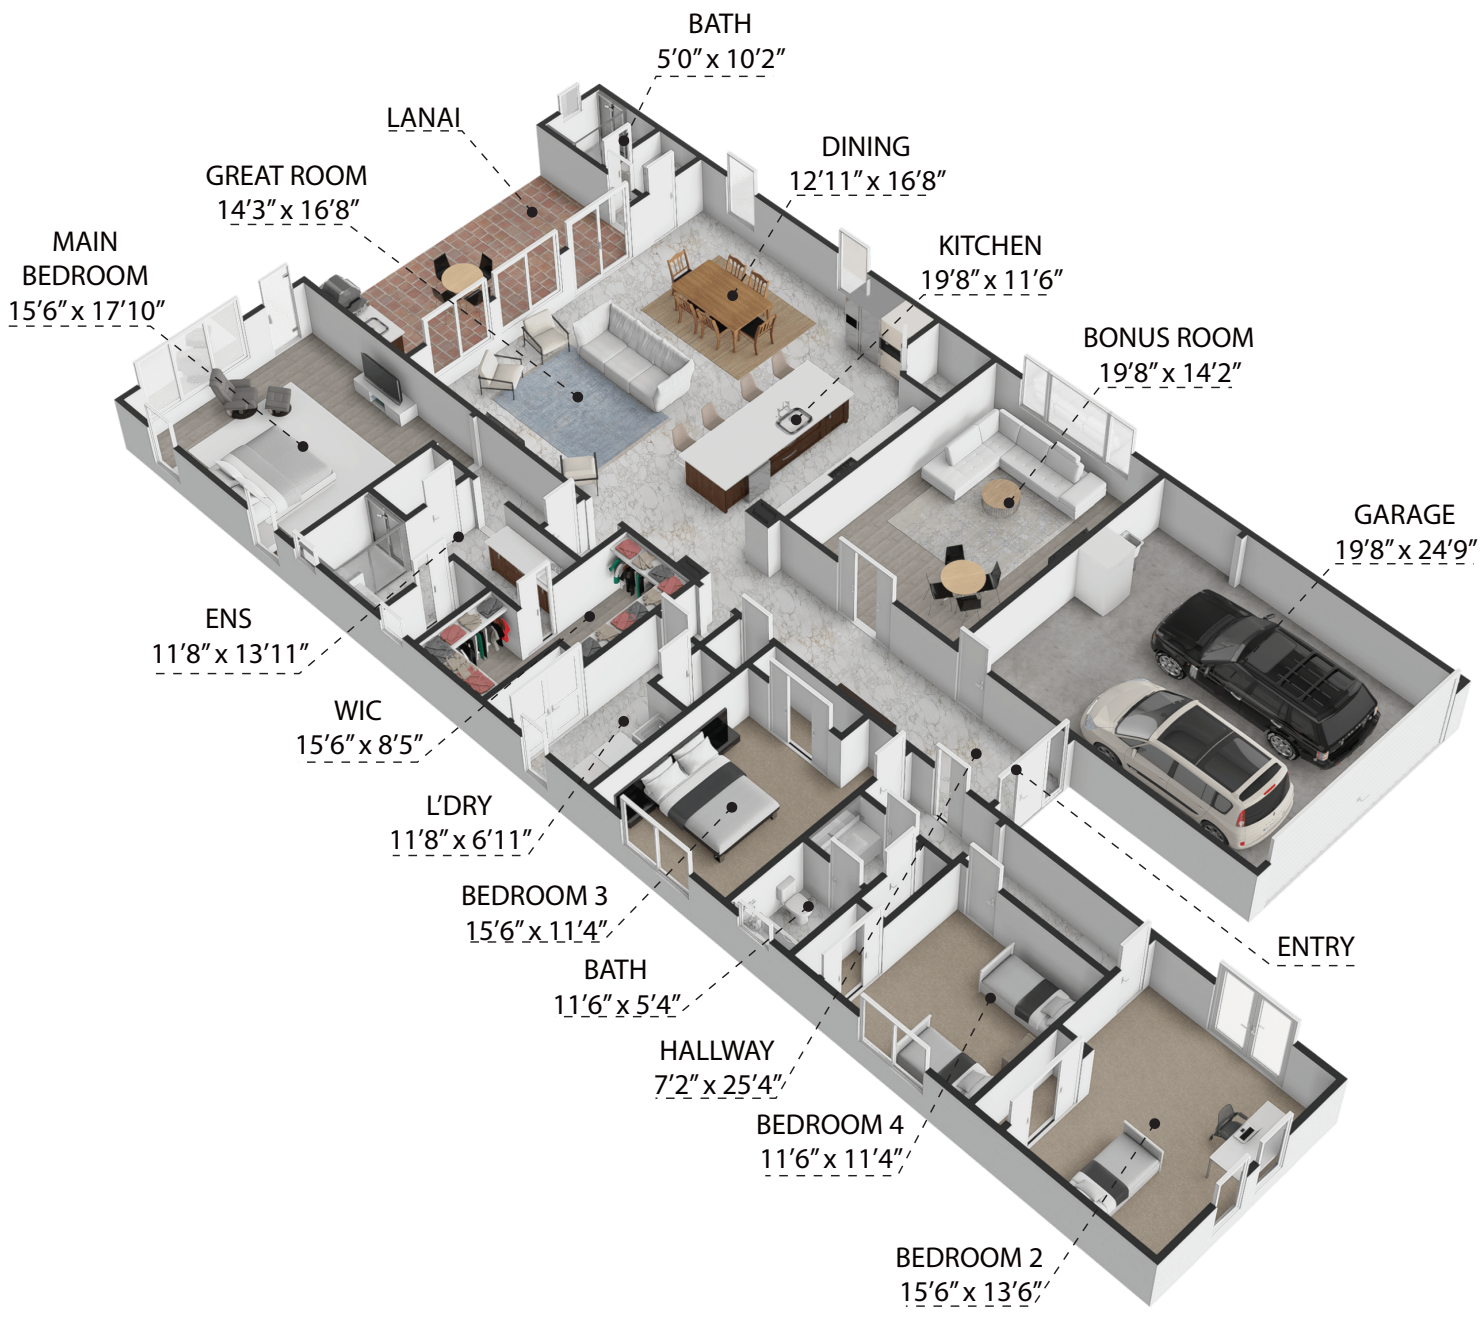 BATH
5'0" x 10'2"
LANAI
DINING
12'11" x 16'8"
GREAT ROOM
14'3" x 16'8"
MAIN
BEDROOM
15'6" x 17'10"
KITCHEN
19'8" x 11'6"
BONUS ROOM
19'8" x 14'2"
GARAGE
19'8" x 24'9"
ENS
11'8" x 13'11"
WIC
15'6" x 8'5"
L'DRY
11'8" x 6'11"
BEDROOM 3
15'6" x 11'4"
BATH
11'6" x 5'4"
ENTRY
HALLWAY
7'2" x 25'4"
BEDROOM 4
11'6" x 11'4"
BEDROOM 2
15'6" x 13'6"